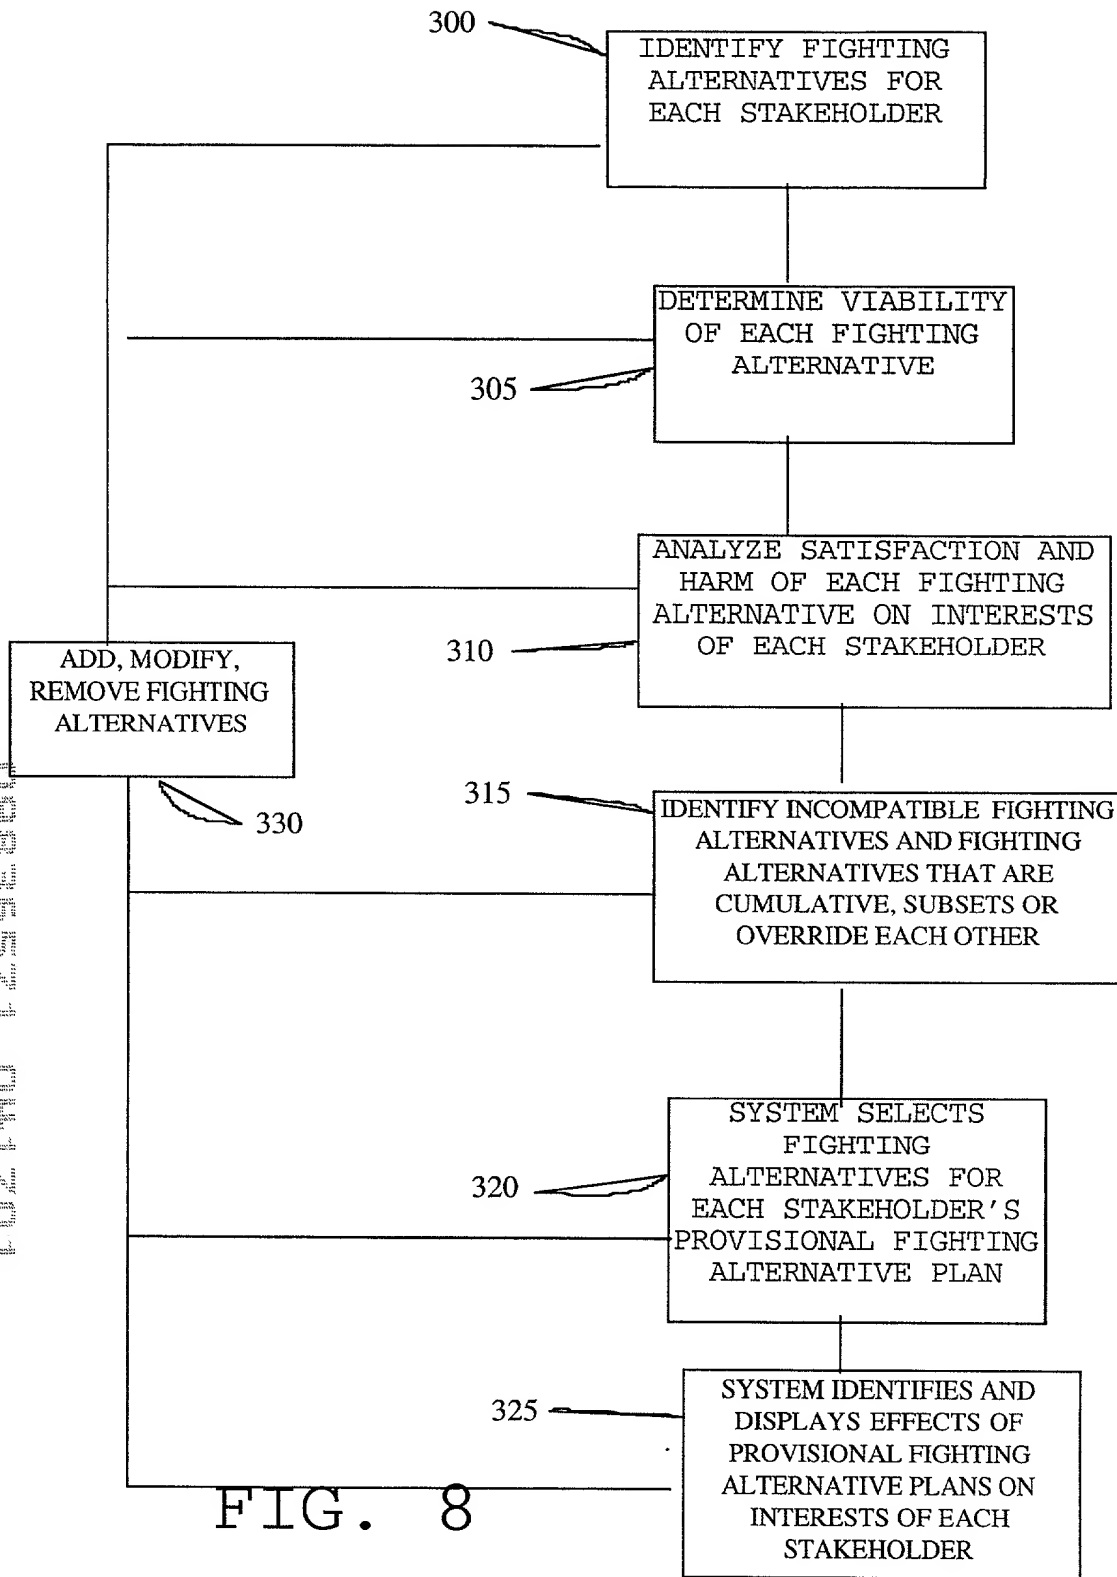 300
IDENTIFY FIGHTING
ALTERNATIVES FOR
EACH STAKEHOLDER
DETERMINE VIABILITY
OF EACH FIGHTING
ALTERNATIVE
305
ANALYZE SATISFACTION AND
HARM OF EACH FIGHTING
ALTERNATIVE ON INTERESTS
OF EACH STAKEHOLDER
310
ADD, MODIFY,
REMOVE FIGHTING
ALTERNATIVES
330
315
IDENTIFY INCOMPATIBLE FIGHTING
ALTERNATIVES AND FIGHTING
ALTERNATIVES THAT ARE
CUMULATIVE, SUBSETS OR
OVERRIDE EACH OTHER
SYSTEM SELECTS
FIGHTING
ALTERNATIVES FOR
EACH STAKEHOLDER'S
PROVISIONAL FIGHTING
ALTERNATIVE PLAN
320
325
SYSTEM IDENTIFIES AND
DISPLAYS EFFECTS OF
PROVISIONAL FIGHTING
ALTERNATIVE PLANS ON
INTERESTS OF EACH
STAKEHOLDER
FIG. 8